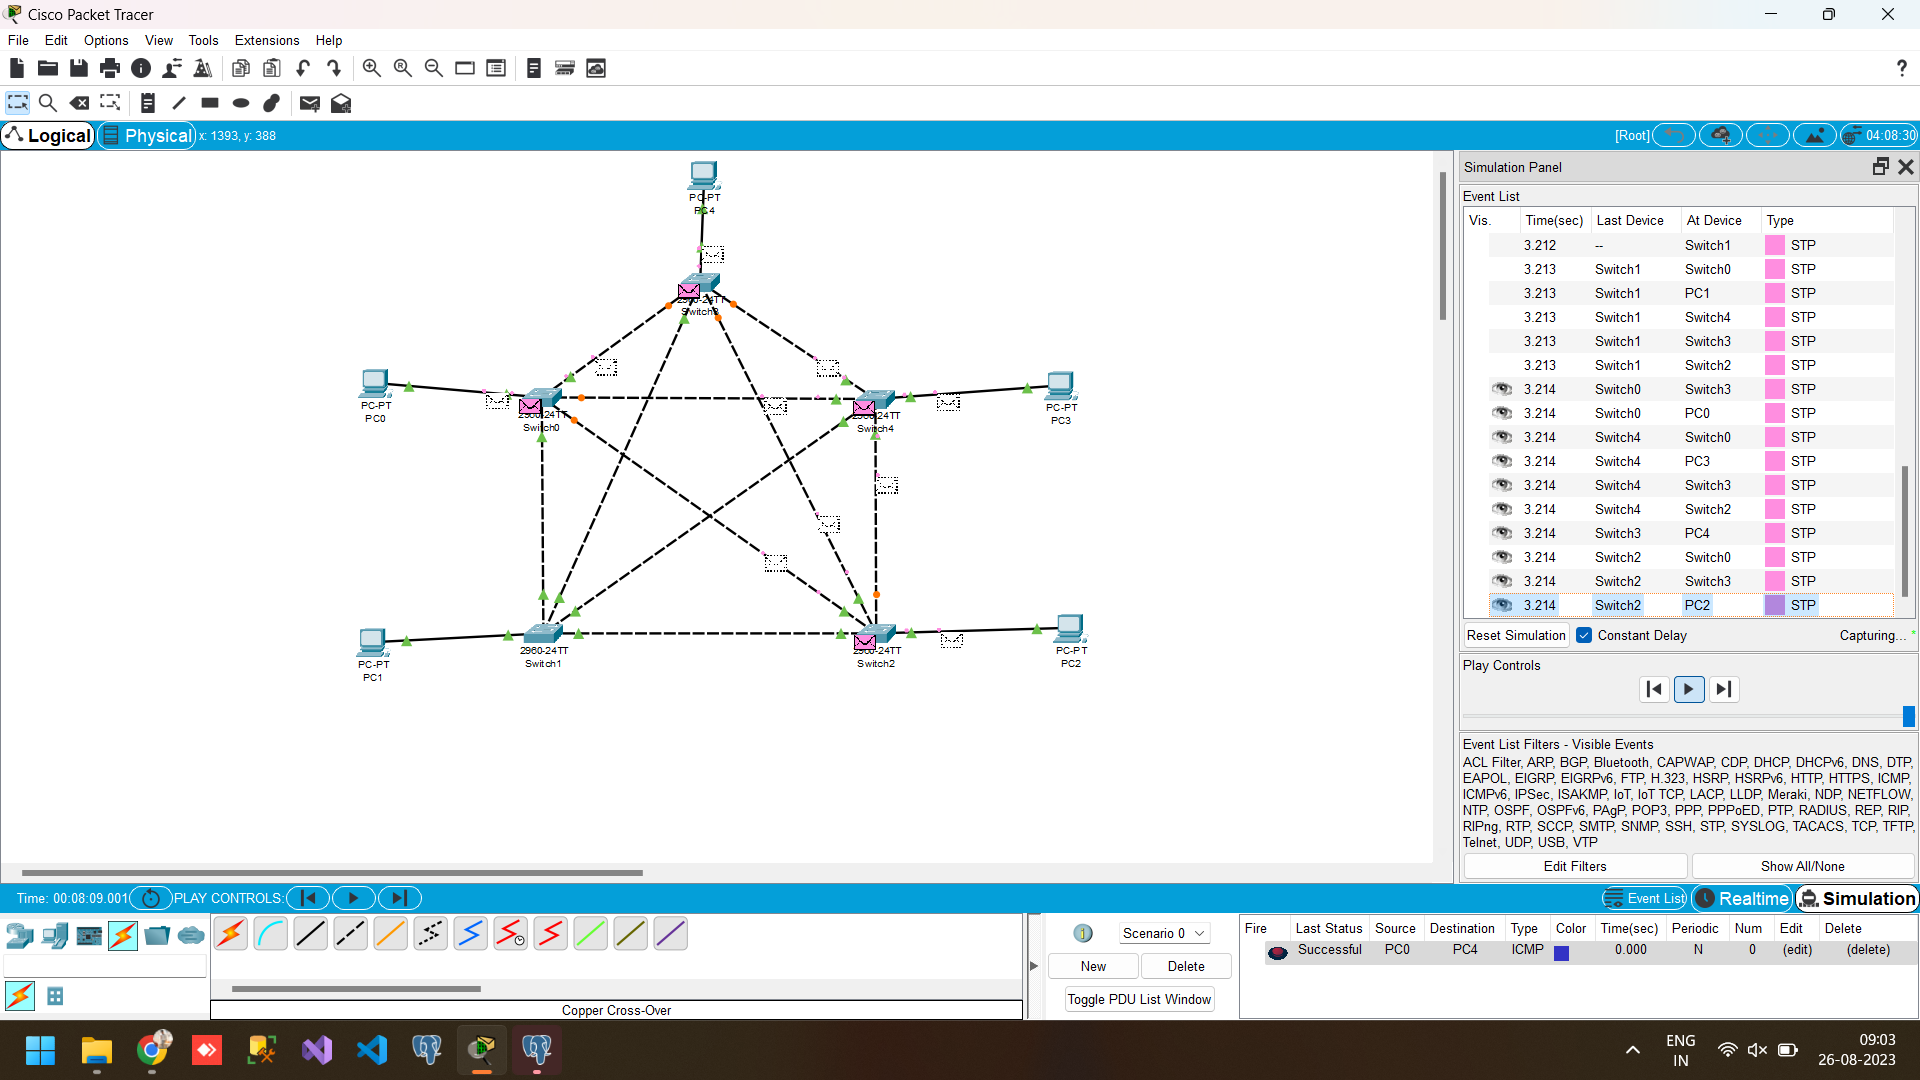 Cisco Packet Tracer
File Edit Options View Tools Extensions Help
Logical Physical x: 1393, y: 388 [Root] 04:08:30
PC-PT
PC4
2960-24TT
Switch3
PC-PT
PC0
2960-24TT
Switch0
2960-24TT
Switch4
PC-PT
PC3
PC-PT
PC1
2960-24TT
Switch1
2960-24TT
Switch2
PC-PT
PC2
Simulation Panel
Event List
Vis. Time(sec) Last Device At Device Type
3.212 -- Switch1 STP
3.213 Switch1 Switch0 STP
3.213 Switch1 PC1 STP
3.213 Switch1 Switch4 STP
3.213 Switch1 Switch3 STP
3.213 Switch1 Switch2 STP
3.214 Switch0 Switch3 STP
3.214 Switch0 PC0 STP
3.214 Switch4 Switch0 STP
3.214 Switch4 PC3 STP
3.214 Switch4 Switch3 STP
3.214 Switch4 Switch2 STP
3.214 Switch3 PC4 STP
3.214 Switch2 Switch0 STP
3.214 Switch2 Switch3 STP
3.214 Switch2 PC2 STP
Reset Simulation Constant Delay Capturing...
Play Controls
Event List Filters - Visible Events
ACL Filter, ARP, BGP, Bluetooth, CAPWAP, CDP, DHCP, DHCPv6, DNS, DTP,
EAPOL, EIGRP, EIGRPv6, FTP, H.323, HSRP, HSRPv6, HTTP, HTTPS, ICMP,
ICMPv6, IPSec, ISAKMP, IoT, IoT TCP, LACP, LLDP, Meraki, NDP, NETFLOW,
NTP, OSPF, OSPFv6, PAgP, POP3, PPP, PPPoED, PTP, RADIUS, REP, RIP,
RIPng, RTP, SCCP, SMTP, SNMP, SSH, STP, SYSLOG, TACACS, TCP, TFTP,
Telnet, UDP, USB, VTP
Edit Filters Show All/None
Time: 00:08:09.001 PLAY CONTROLS: Event List Realtime Simulation
Copper Cross-Over
1 Scenario 0
New Delete
Toggle PDU List Window
Fire Last Status Source Destination Type Color Time(sec) Periodic Num Edit Delete
Successful PC0 PC4 ICMP 0.000 N 0 (edit) (delete)
ENG
IN
09:03
26-08-2023